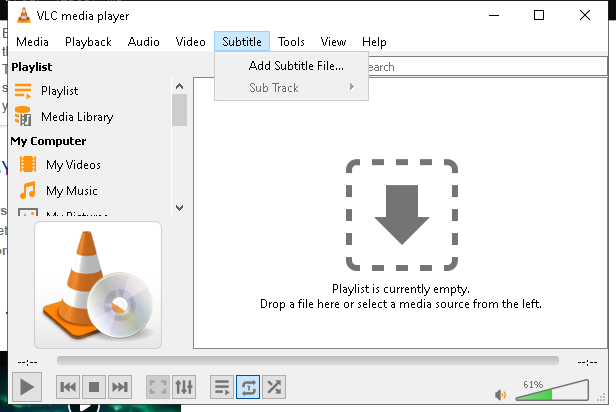 VLC media player
Media Playback Audio Video Subtitle Tools View Help
Playlist
Add Subtitle File...
earch
Playlist
Sub Track
Media Library
My Computer
My Videos
My Music
My Pictures
Playlist is currently empty.
Drop a file here or select a media source from the left.
--:-- --:--
61%